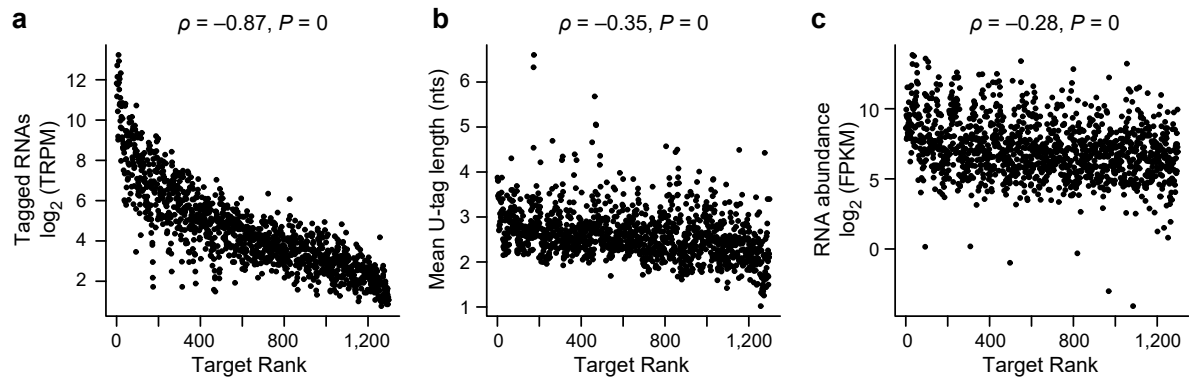 a
ρ = –0.87, P = 0
Tagged RNAs
log2 (TRPM)
12
10
8
6
4
2
0
400
800
1,200
Target Rank
b
ρ = –0.35, P = 0
Mean U-tag length (nts)
6
5
4
3
2
1
0
400
800
1,200
Target Rank
c
ρ = –0.28, P = 0
RNA abundance
log2 (FPKM)
10
5
0
0
400
800
1,200
Target Rank